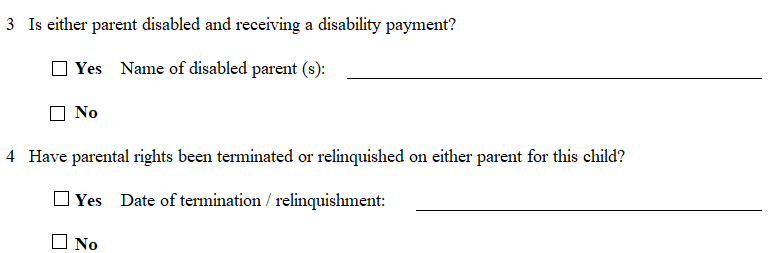 3 Is either parent disabled and receiving a disability payment?
☐ Yes Name of disabled parent (s):
☐ No
4 Have parental rights been terminated or relinquished on either parent for this child?
☐ Yes Date of termination / relinquishment:
☐ No